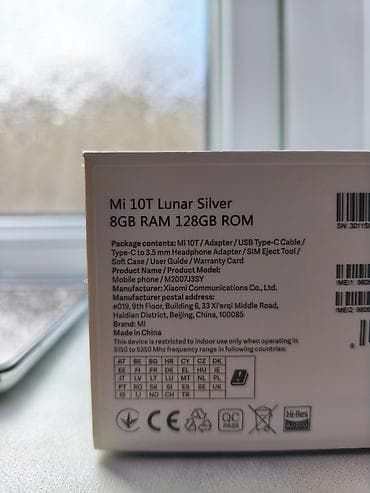 Mi 10T Lunar Silver
8GB RAM 128GB ROM
Package contents: Mi 10T / Adapter / USB Type-C Cable /
Type-C to 3.5 mm Headphone Adapter / SIM Eject Tool /
Soft Case / User Guide / Warranty Card
Product Name / Product Model:
Mobile phone / M2007J3SY
Manufacturer: Xiaomi Communications Co., Ltd.
Manufacturer postal address:
#019, 9th Floor, Building 6, 33 Xi'erqi Middle Road,
Haidian District, Beijing, China, 100085
Brand: MI
Made in China
This device is restricted to indoor use only when operating in
5150 to 5350 Mhz frequency range in following countries:
AT BE BG HR CY CZ DK
EE FI FR DE EL HU IE
IT LV LT LU MT NL PL
PT RO SK SI ES SE UK
IS LI NO CH TR
CE
QC
PASS
Hi-Res
AUDIO
SN: 3011
IMEI1: 860
IMEI2: 860